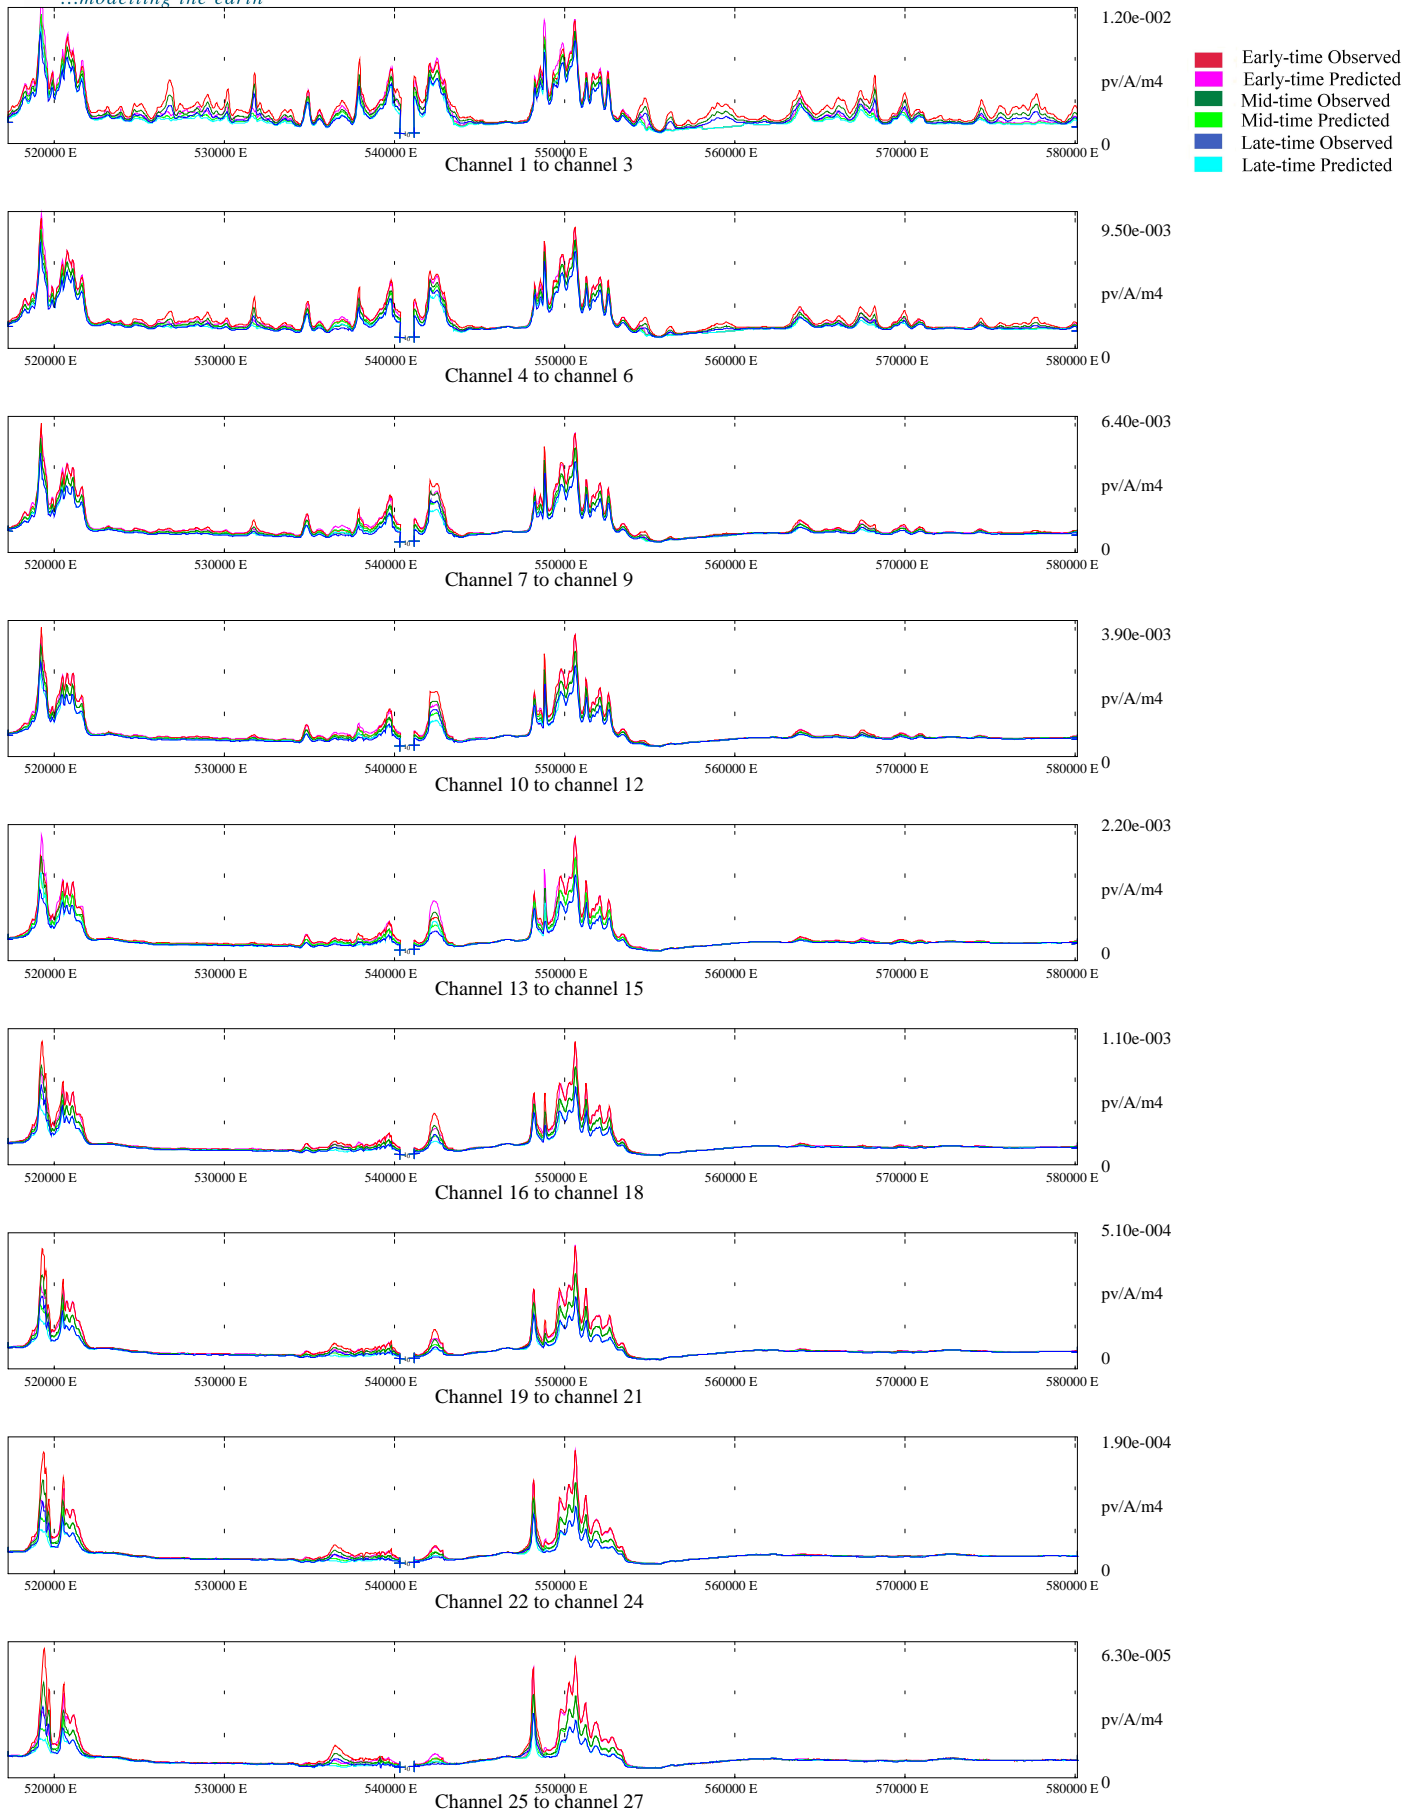 ...modelling the earth
1.20e-002
pv/A/m4
0
520000 E 530000 E 540000 E 550000 E 560000 E 570000 E 580000 E
Channel 1 to channel 3
Early-time Observed
Early-time Predicted
Mid-time Observed
Mid-time Predicted
Late-time Observed
Late-time Predicted
9.50e-003
pv/A/m4
0
520000 E 530000 E 540000 E 550000 E 560000 E 570000 E 580000 E
Channel 4 to channel 6
6.40e-003
pv/A/m4
0
520000 E 530000 E 540000 E 550000 E 560000 E 570000 E 580000 E
Channel 7 to channel 9
3.90e-003
pv/A/m4
0
520000 E 530000 E 540000 E 550000 E 560000 E 570000 E 580000 E
Channel 10 to channel 12
2.20e-003
pv/A/m4
0
520000 E 530000 E 540000 E 550000 E 560000 E 570000 E 580000 E
Channel 13 to channel 15
1.10e-003
pv/A/m4
0
520000 E 530000 E 540000 E 550000 E 560000 E 570000 E 580000 E
Channel 16 to channel 18
5.10e-004
pv/A/m4
0
520000 E 530000 E 540000 E 550000 E 560000 E 570000 E 580000 E
Channel 19 to channel 21
1.90e-004
pv/A/m4
0
520000 E 530000 E 540000 E 550000 E 560000 E 570000 E 580000 E
Channel 22 to channel 24
6.30e-005
pv/A/m4
0
520000 E 530000 E 540000 E 550000 E 560000 E 570000 E 580000 E
Channel 25 to channel 27